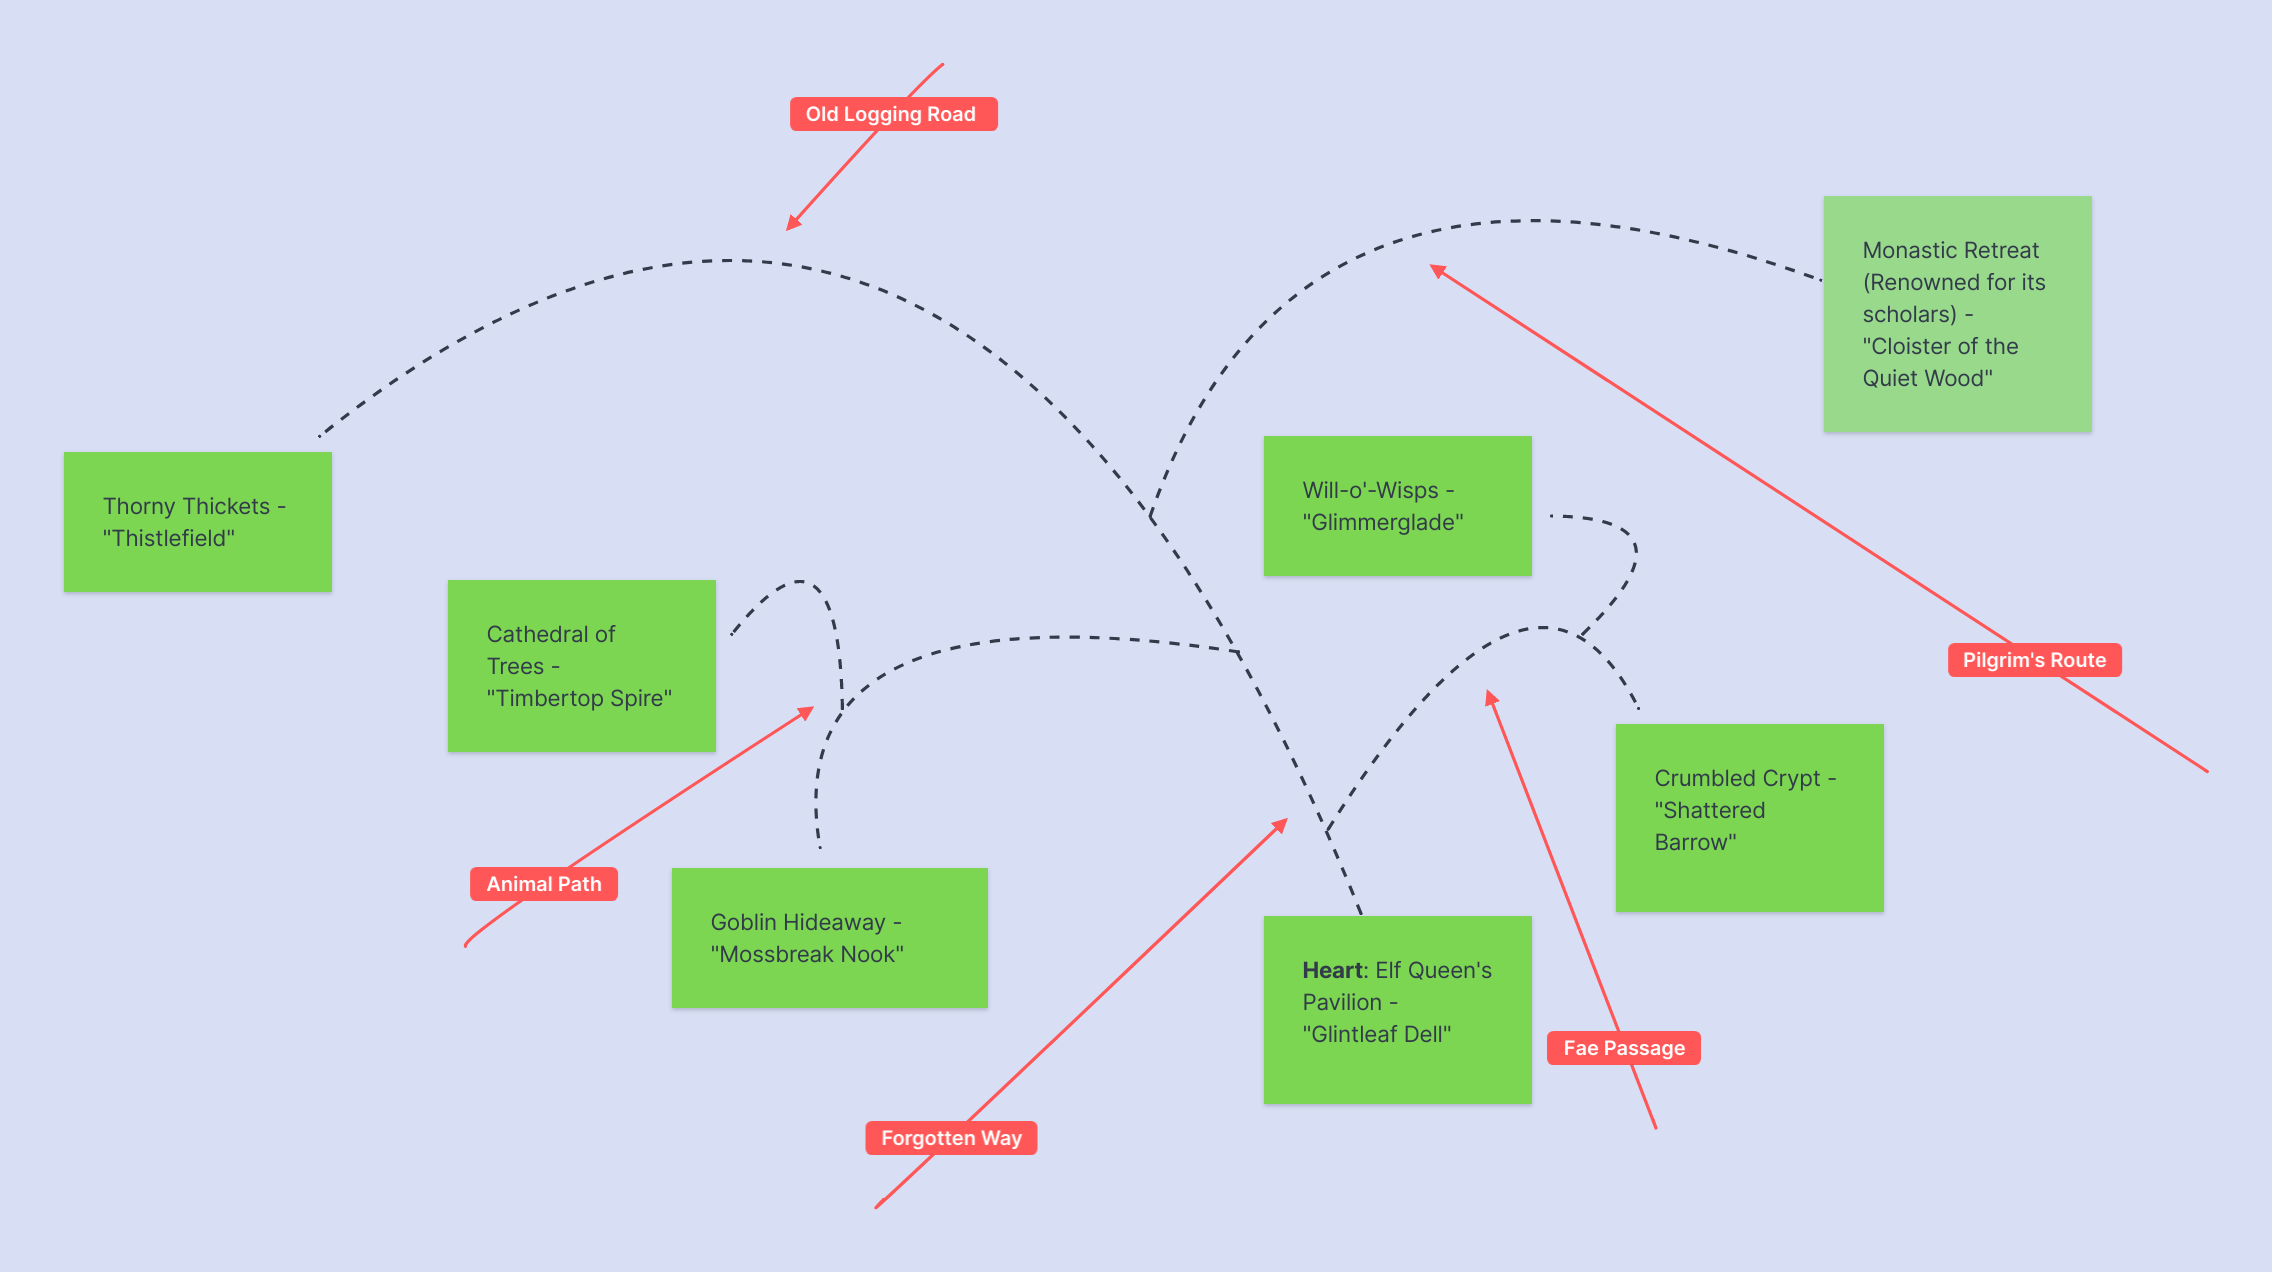 Old Logging Road
Monastic Retreat
(Renowned for its
scholars) -
"Cloister of the
Quiet Wood"
Will-o'-Wisps -
"Glimmerglade"
Thorny Thickets -
"Thistlefield"
Cathedral of
Trees -
"Timbertop Spire"
Pilgrim's Route
Crumbled Crypt -
"Shattered
Barrow"
Animal Path
Goblin Hideaway -
"Mossbreak Nook"
Heart: Elf Queen's
Pavilion -
"Glintleaf Dell"
Fae Passage
Forgotten Way